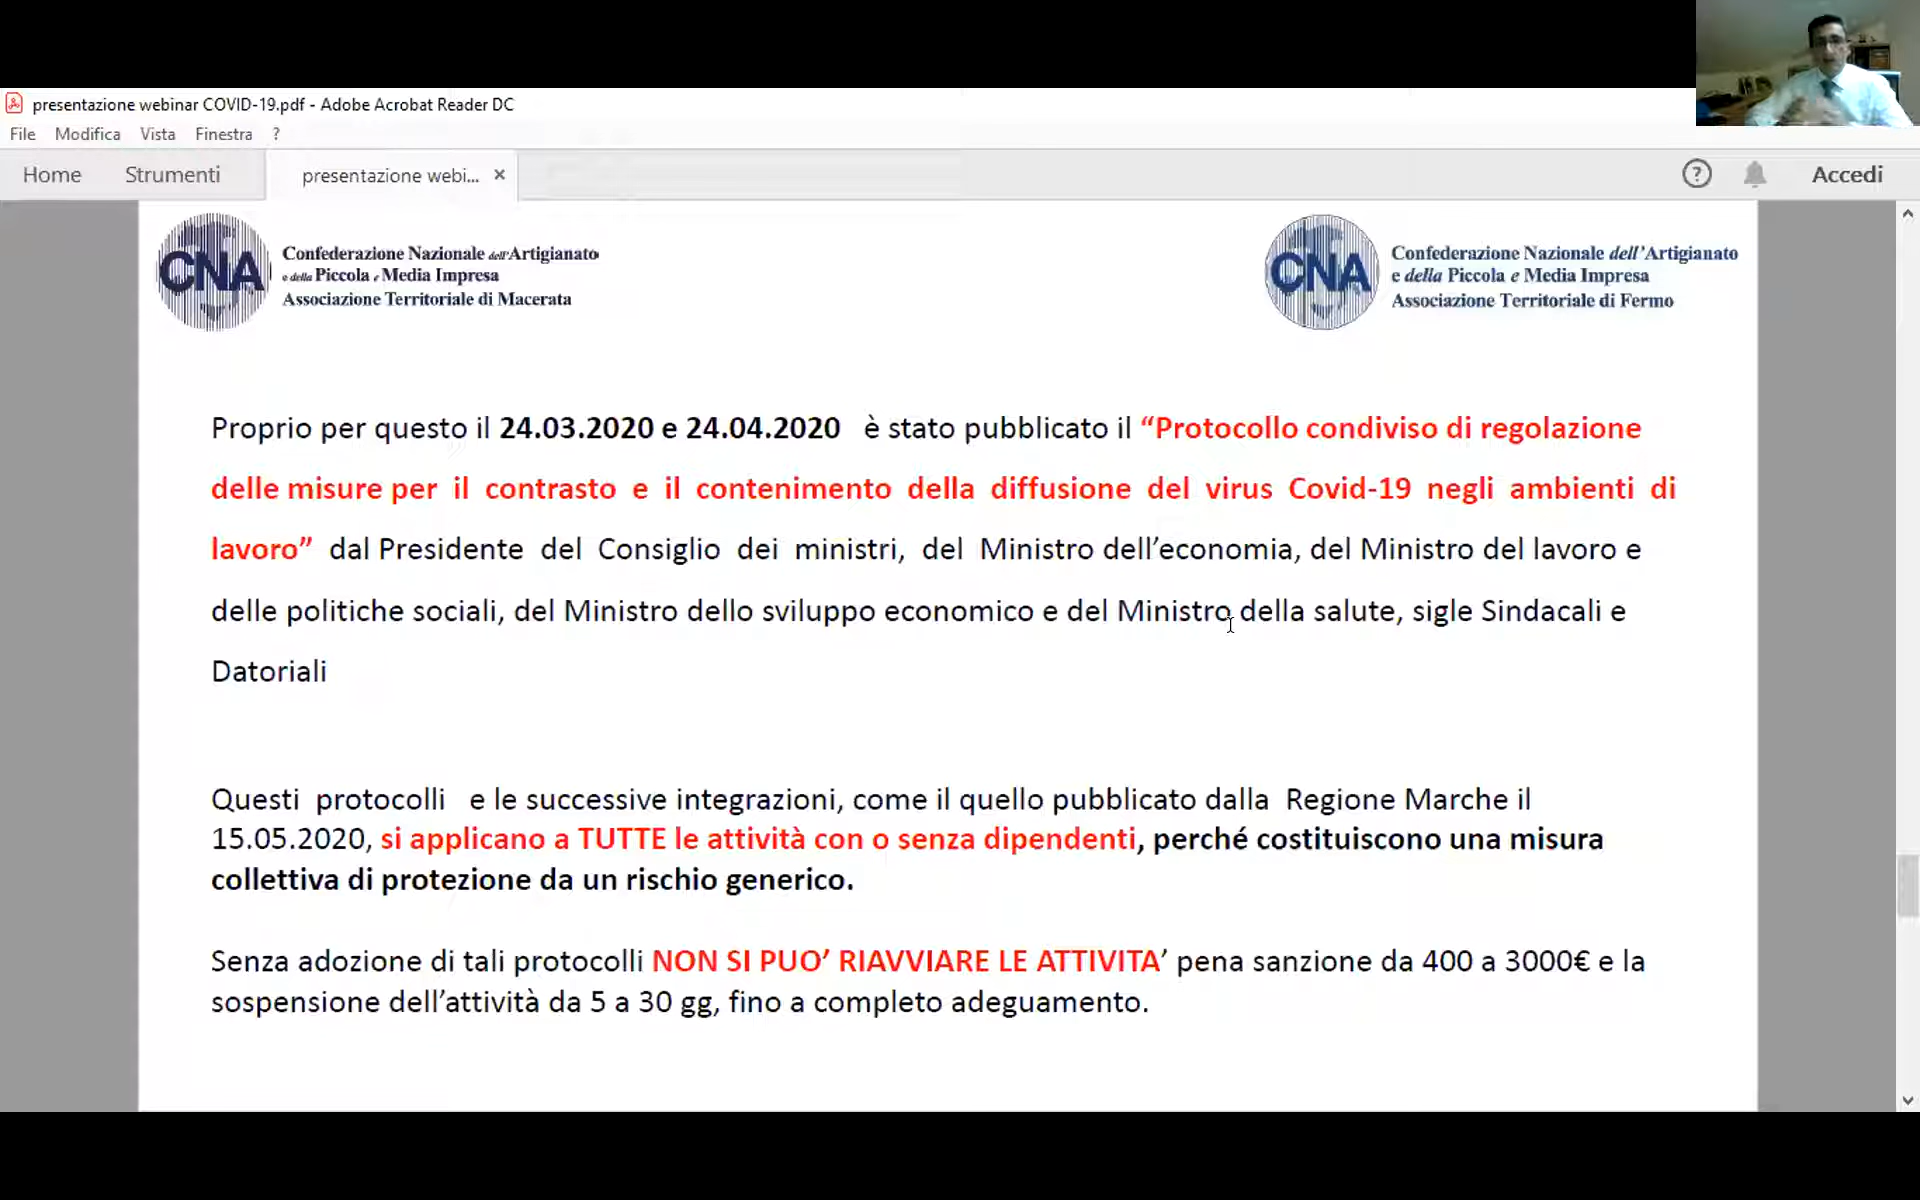 presentazione webinar COVID-19.pdf - Adobe Acrobat Reader DC
File Modifica Vista Finestra ?
Home Strumenti presentazione webi... × ? Accedi
CNA
Confederazione Nazionale dell'Artigianato
e della Piccola e Media Impresa
Associazione Territoriale di Macerata
CNA
Confederazione Nazionale dell'Artigianato
e della Piccola e Media Impresa
Associazione Territoriale di Fermo
Proprio per questo il 24.03.2020 e 24.04.2020 è stato pubblicato il “Protocollo condiviso di regolazione
delle misure per il contrasto e il contenimento della diffusione del virus Covid-19 negli ambienti di
lavoro” dal Presidente del Consiglio dei ministri, del Ministro dell’economia, del Ministro del lavoro e
delle politiche sociali, del Ministro dello sviluppo economico e del Ministro della salute, sigle Sindacali e
Datoriali
Questi protocolli e le successive integrazioni, come il quello pubblicato dalla Regione Marche il
15.05.2020, si applicano a TUTTE le attività con o senza dipendenti, perché costituiscono una misura
collettiva di protezione da un rischio generico.
Senza adozione di tali protocolli NON SI PUO’ RIAVVIARE LE ATTIVITA’ pena sanzione da 400 a 3000€ e la
sospensione dell’attività da 5 a 30 gg, fino a completo adeguamento.